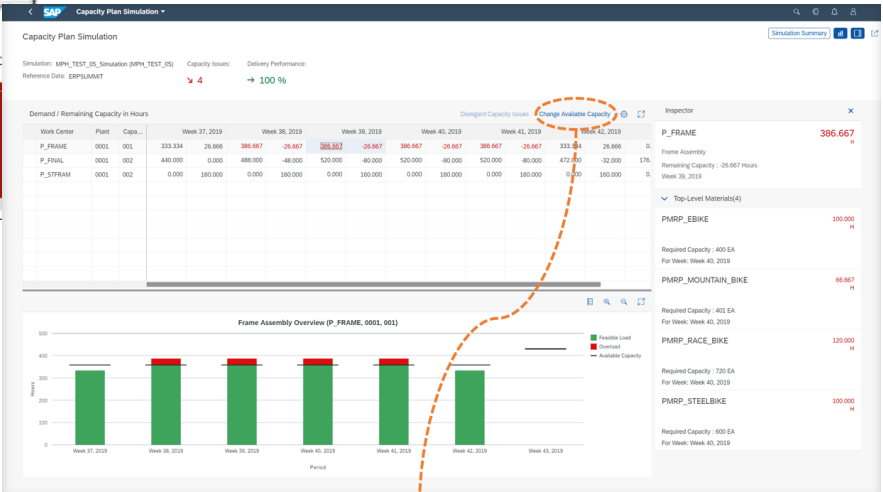 SAP Capacity Plan Simulation
Capacity Plan Simulation
Simulation Summary
Simulation: MPH_TEST_05_Simulation (MPH_TEST_05) Capacity Issues: Delivery Performance:
Reference Data: ERPSUMMIT 4 → 100 %
Demand / Remaining Capacity in Hours Disregard Capacity Issues Change Available Capacity
Work Center Plant Capa... Week 37, 2019 Week 38, 2019 Week 39, 2019 Week 40, 2019 Week 41, 2019 Week 42, 2019
P_FRAME 0001 001 333.334 26.666 386.667 -26.667 386.667 -26.667 386.667 -26.667 386.667 -26.667 333.334 26.666 0.
P_FINAL 0001 002 440.000 0.000 488.000 -48.000 520.000 -80.000 520.000 -80.000 520.000 -80.000 472.000 -32.000 176.
P_STFRAM 0001 002 0.000 160.000 0.000 160.000 0.000 160.000 0.000 160.000 0.000 160.000 0.000 160.000 0.
Frame Assembly Overview (P_FRAME, 0001, 001)
Feasible Load
Overload
Available Capacity
500
400
300
200
100
0
Hours
Week 37, 2019 Week 38, 2019 Week 39, 2019 Week 40, 2019 Week 41, 2019 Week 42, 2019 Week 43, 2019
Period
Inspector
P_FRAME 386.667
H
Frame Assembly
Remaining Capacity : -26.667 Hours
Week 39, 2019
Top-Level Materials(4)
PMRP_EBIKE 100.000
H
Required Capacity : 400 EA
For Week: Week 40, 2019
PMRP_MOUNTAIN_BIKE 66.667
H
Required Capacity : 401 EA
For Week: Week 40, 2019
PMRP_RACE_BIKE 120.000
H
Required Capacity : 720 EA
For Week: Week 40, 2019
PMRP_STEELBIKE 100.000
H
Required Capacity : 600 EA
For Week: Week 40, 2019